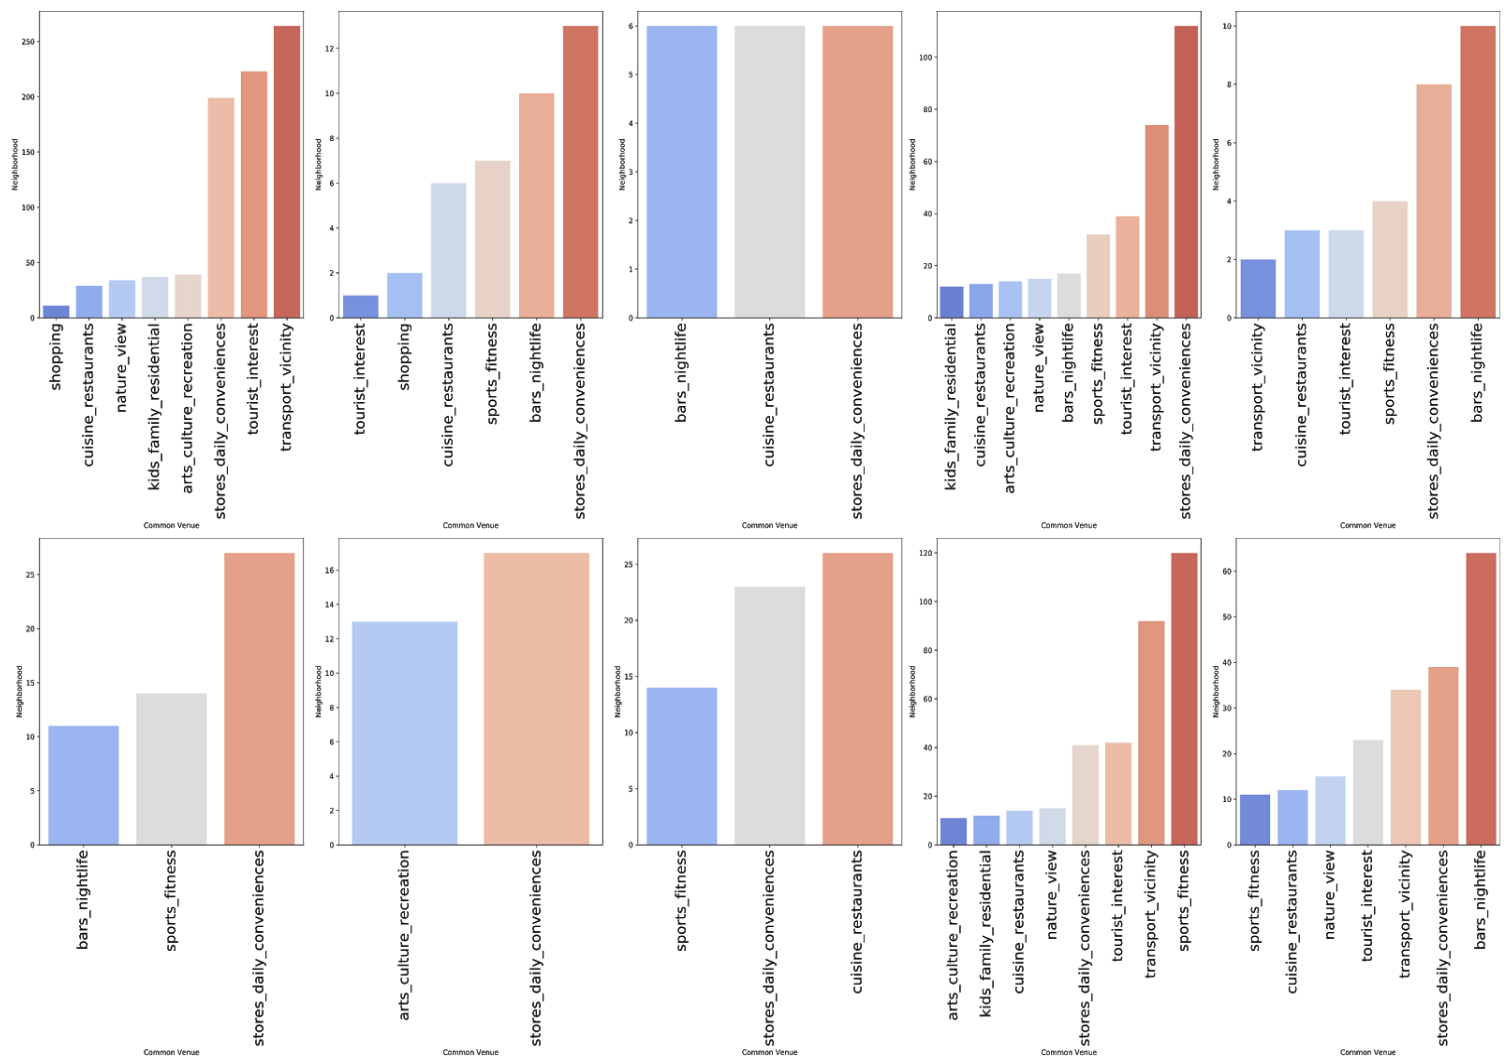 250
200
150
100
50
0
Neighborhood
shopping
cuisine_restaurants
nature_view
kids_family_residential
arts_culture_recreation
stores_daily_conveniences
tourist_interest
transport_vicinity
Common Venue
12
10
8
6
4
2
0
Neighborhood
tourist_interest
shopping
cuisine_restaurants
sports_fitness
bars_nightlife
stores_daily_conveniences
Common Venue
6
5
4
3
2
1
0
Neighborhood
bars_nightlife
cuisine_restaurants
stores_daily_conveniences
Common Venue
100
80
60
40
20
0
Neighborhood
kids_family_residential
cuisine_restaurants
arts_culture_recreation
nature_view
bars_nightlife
sports_fitness
tourist_interest
transport_vicinity
stores_daily_conveniences
Common Venue
10
8
6
4
2
0
Neighborhood
transport_vicinity
cuisine_restaurants
tourist_interest
sports_fitness
stores_daily_conveniences
bars_nightlife
Common Venue
25
20
15
10
5
0
Neighborhood
bars_nightlife
sports_fitness
stores_daily_conveniences
Common Venue
16
14
12
10
8
6
4
2
0
Neighborhood
arts_culture_recreation
stores_daily_conveniences
Common Venue
25
20
15
10
5
0
Neighborhood
sports_fitness
stores_daily_conveniences
cuisine_restaurants
Common Venue
120
100
80
60
40
20
0
Neighborhood
arts_culture_recreation
kids_family_residential
cuisine_restaurants
nature_view
stores_daily_conveniences
tourist_interest
transport_vicinity
sports_fitness
Common Venue
60
50
40
30
20
10
0
Neighborhood
sports_fitness
cuisine_restaurants
nature_view
tourist_interest
transport_vicinity
stores_daily_conveniences
bars_nightlife
Common Venue